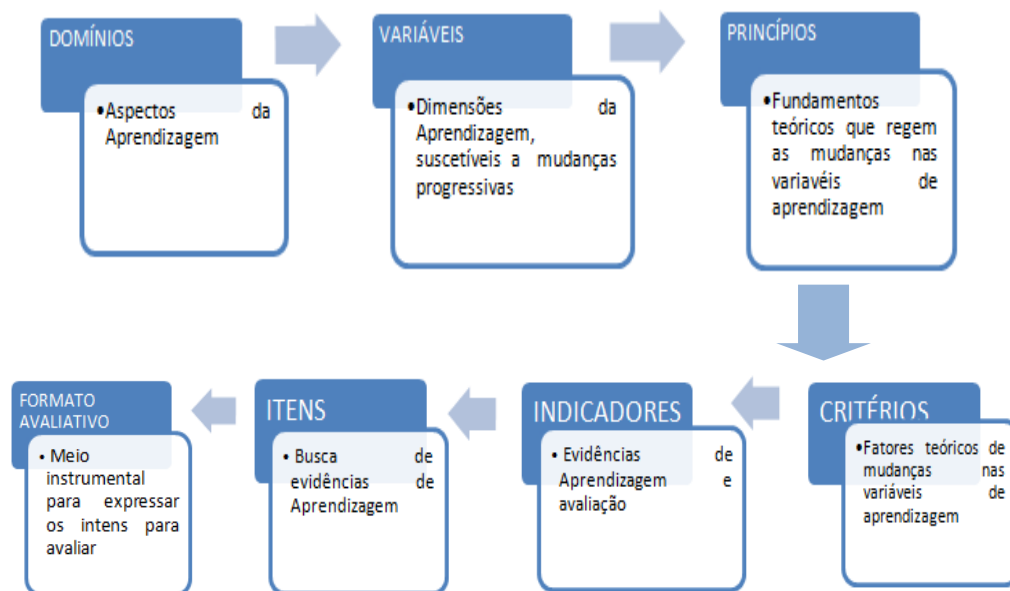 DOMÍNIOS
•Aspectos da
Aprendizagem
VARIÁVEIS
•Dimensões da
Aprendizagem,
suscetíveis a mudanças
progressivas
PRINCÍPIOS
•Fundamentos
teóricos que regem
as mudanças nas
variavéis de
aprendizagem
CRITÉRIOS
•Fatores teóricos de
mudanças nas
variáveis de
aprendizagem
INDICADORES
• Evidências de
Aprendizagem e
avaliação
ITENS
• Busca de
evidências de
Aprendizagem
FORMATO
AVALIATIVO
• Meio
instrumental
para expressar
os intens para
avaliar